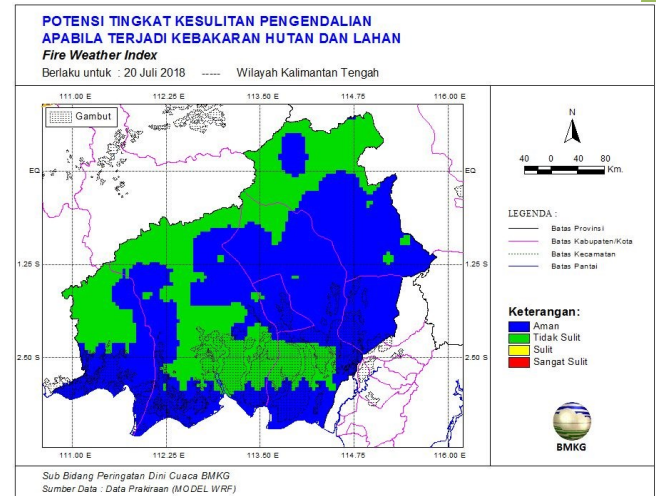 POTENSI TINGKAT KESULITAN PENGENDALIAN
APABILA TERJADI KEBAKARAN HUTAN DAN LAHAN
Fire Weather Index
Berlaku untuk : 20 Juli 2018 ----- Wilayah Kalimantan Tengah
111.00 E 112.25 E 113.50 E 114.75 116.00 E
Gambut
EQ EQ
1.25 S 1.25 S
2.50 S 2.50 S
111.00 E 112.25 E 113.50 E 114.75 116.00 E
N
40 0 40 80
Km.
LEGENDA :
Batas Provinsi
Batas Kabupaten/Kota
Batas Kecamatan
Batas Pantai
Keterangan:
Aman
Tidak Sulit
Sulit
Sangat Sulit
BMKG
Sub Bidang Peringatan Dini Cuaca BMKG
Sumber Data : Data Prakiraan (MODEL WRF)